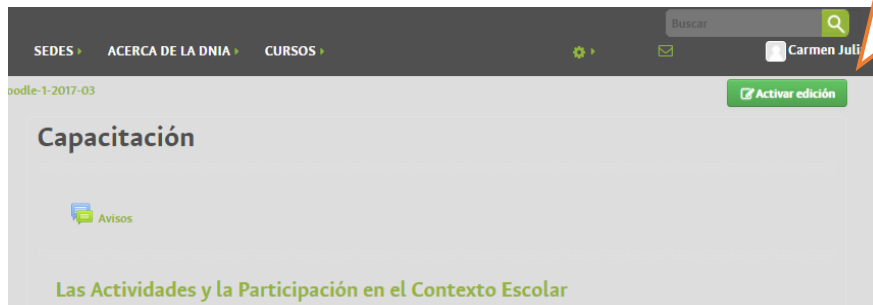 Buscar
SEDES ACERCA DE LA DNIA CURSOS Carmen Juli
oodle-1-2017-03
Activar edición
Capacitación
Avisos
Las Actividades y la Participación en el Contexto Escolar